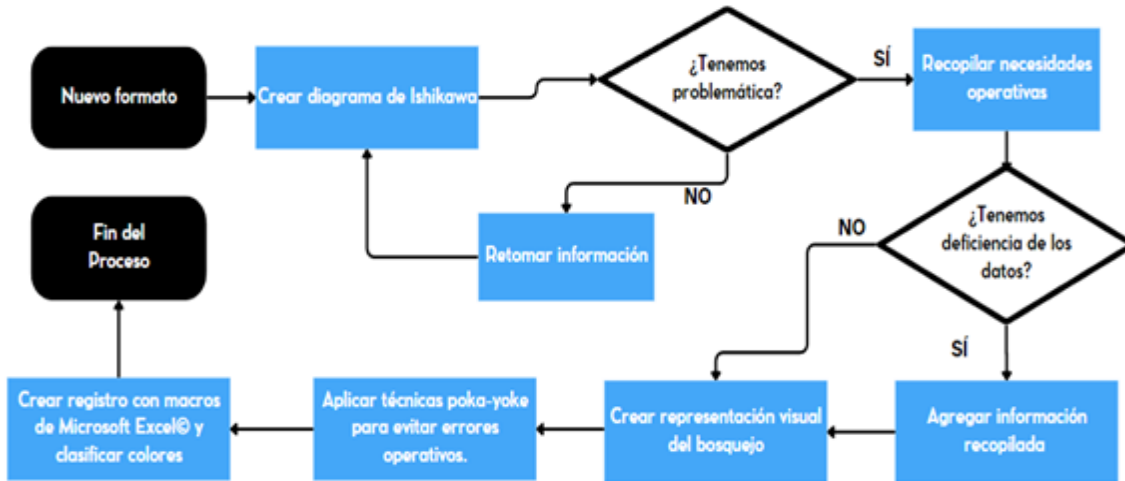 Nuevo formato
Crear diagrama de Ishikawa
¿Tenemos
problemática?
SÍ
Recopilar necesidades
operativas
NO
Retomar información
¿Tenemos
deficiencia de los
datos?
NO
SÍ
Agregar información
recopilada
Crear representación visual
del bosquejo
Aplicar técnicas poka-yoke
para evitar errores
operativos.
Crear registro con macros
de Microsoft Excel© y
clasificar colores
Fin del
Proceso